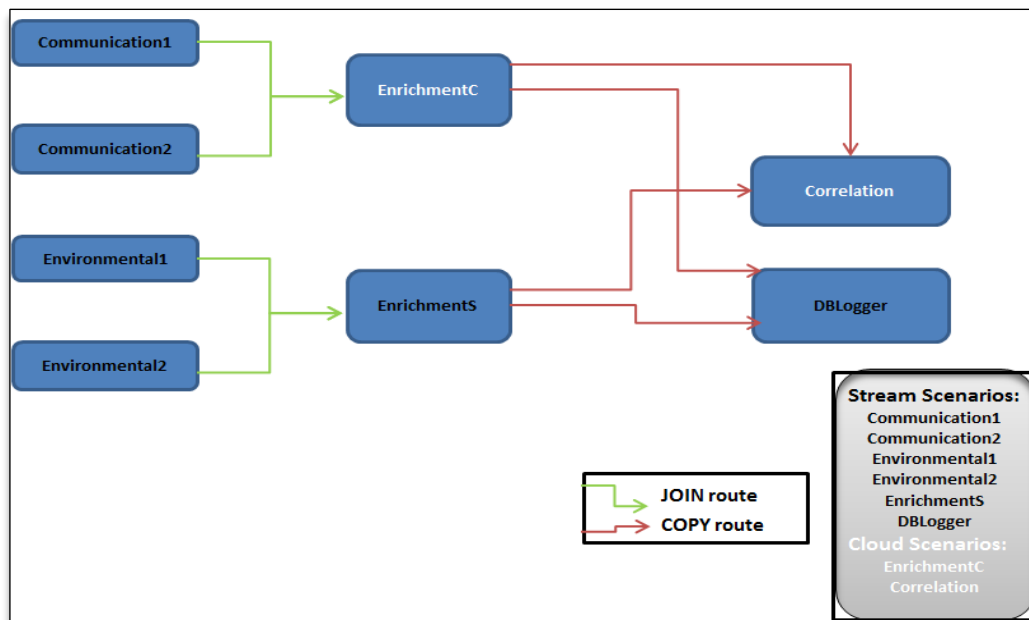 Communication1
EnrichmentC
Communication2
Correlation
Environmental1
EnrichmentS
DBLogger
Environmental2
Stream Scenarios:
Communication1
Communication2
Environmental1
Environmental2
EnrichmentS
DBLogger
Cloud Scenarios:
EnrichmentC
Correlation
JOIN route
COPY route